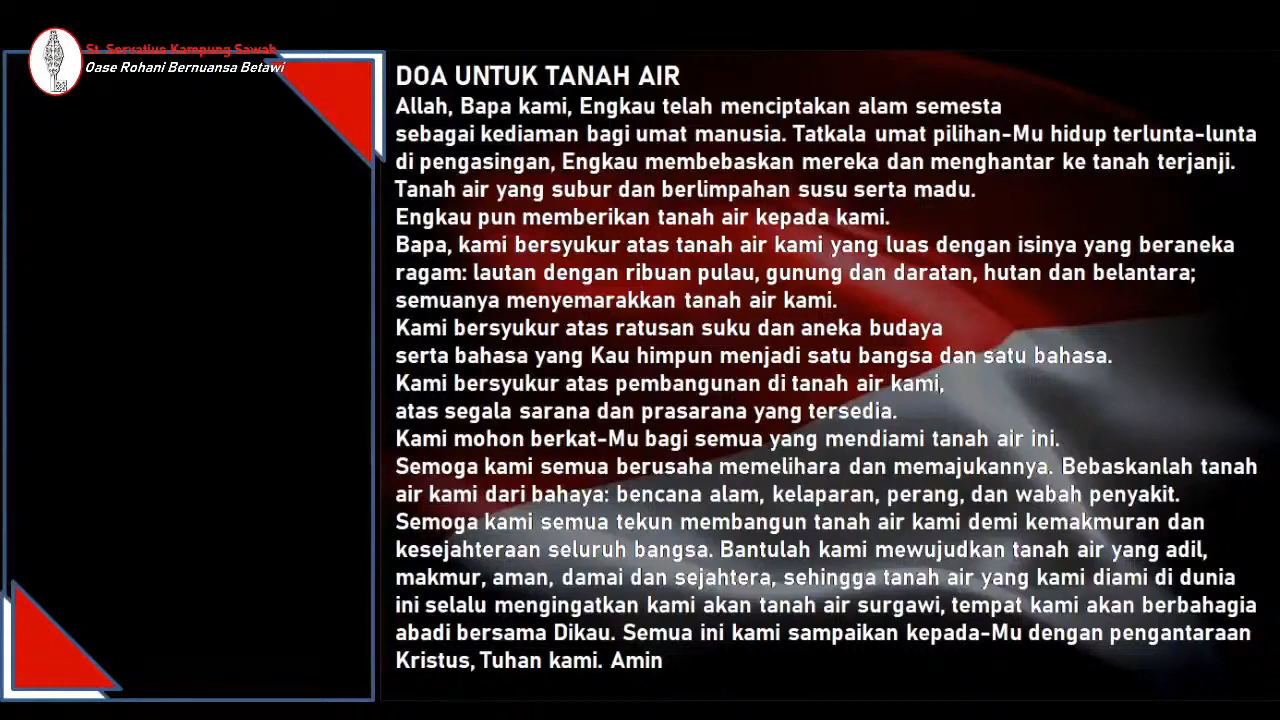 St. Servatius Kampung Sawah
Oase Rohani Bernuansa Betawi
DOA UNTUK TANAH AIR
Allah, Bapa kami, Engkau telah menciptakan alam semesta
sebagai kediaman bagi umat manusia. Tatkala umat pilihan-Mu hidup terlunta-lunta
di pengasingan, Engkau membebaskan mereka dan menghantar ke tanah terjanji.
Tanah air yang subur dan berlimpahan susu serta madu.
Engkau pun memberikan tanah air kepada kami.
Bapa, kami bersyukur atas tanah air kami yang luas dengan isinya yang beraneka
ragam: lautan dengan ribuan pulau, gunung dan daratan, hutan dan belantara;
semuanya menyemarakkan tanah air kami.
Kami bersyukur atas ratusan suku dan aneka budaya
serta bahasa yang Kau himpun menjadi satu bangsa dan satu bahasa.
Kami bersyukur atas pembangunan di tanah air kami,
atas segala sarana dan prasarana yang tersedia.
Kami mohon berkat-Mu bagi semua yang mendiami tanah air ini.
Semoga kami semua berusaha memelihara dan memajukannya. Bebaskanlah tanah
air kami dari bahaya: bencana alam, kelaparan, perang, dan wabah penyakit.
Semoga kami semua tekun membangun tanah air kami demi kemakmuran dan
kesejahteraan seluruh bangsa. Bantulah kami mewujudkan tanah air yang adil,
makmur, aman, damai dan sejahtera, sehingga tanah air yang kami diami di dunia
ini selalu mengingatkan kami akan tanah air surgawi, tempat kami akan berbahagia
abadi bersama Dikau. Semua ini kami sampaikan kepada-Mu dengan pengantaraan
Kristus, Tuhan kami. Amin